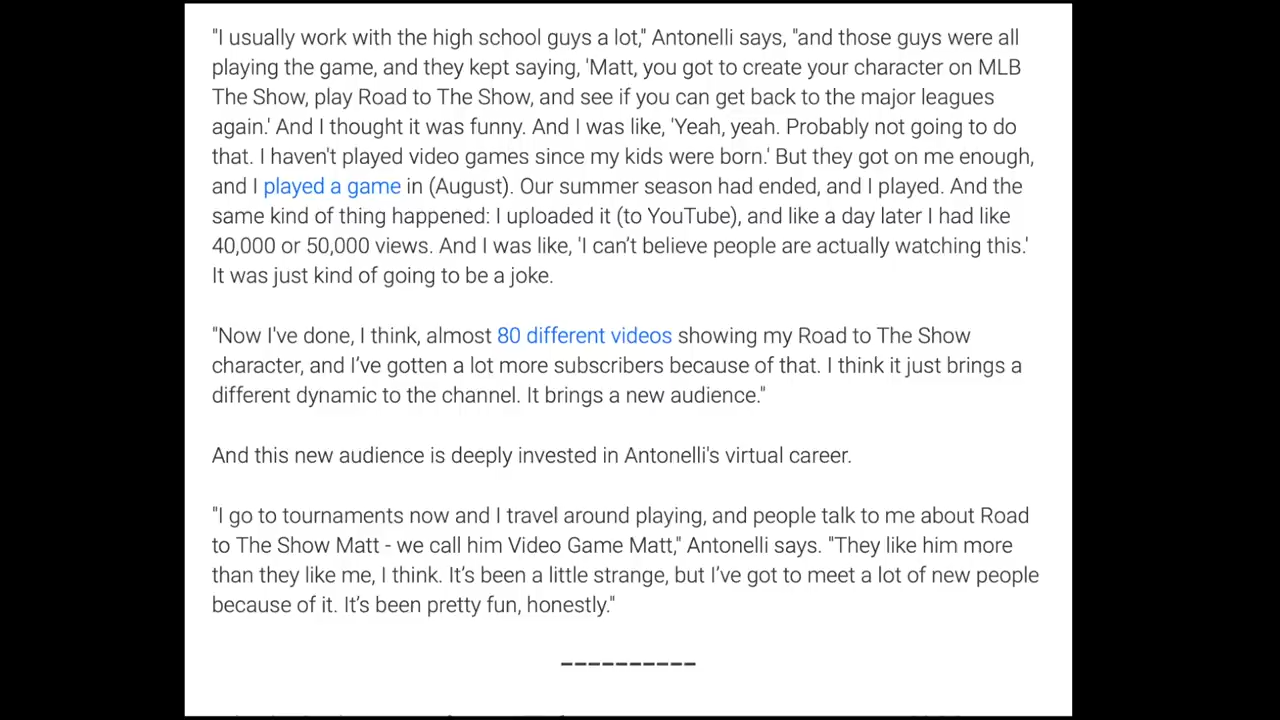 "I usually work with the high school guys a lot," Antonelli says, "and those guys were all
playing the game, and they kept saying, 'Matt, you got to create your character on MLB
The Show, play Road to The Show, and see if you can get back to the major leagues
again.' And I thought it was funny. And I was like, 'Yeah, yeah. Probably not going to do
that. I haven't played video games since my kids were born.' But they got on me enough,
and I played a game in (August). Our summer season had ended, and I played. And the
same kind of thing happened: I uploaded it (to YouTube), and like a day later I had like
40,000 or 50,000 views. And I was like, 'I can’t believe people are actually watching this.'
It was just kind of going to be a joke.
"Now I've done, I think, almost 80 different videos showing my Road to The Show
character, and I’ve gotten a lot more subscribers because of that. I think it just brings a
different dynamic to the channel. It brings a new audience."
And this new audience is deeply invested in Antonelli's virtual career.
"I go to tournaments now and I travel around playing, and people talk to me about Road
to The Show Matt - we call him Video Game Matt," Antonelli says. "They like him more
than they like me, I think. It’s been a little strange, but I’ve got to meet a lot of new people
because of it. It’s been pretty fun, honestly."
----------